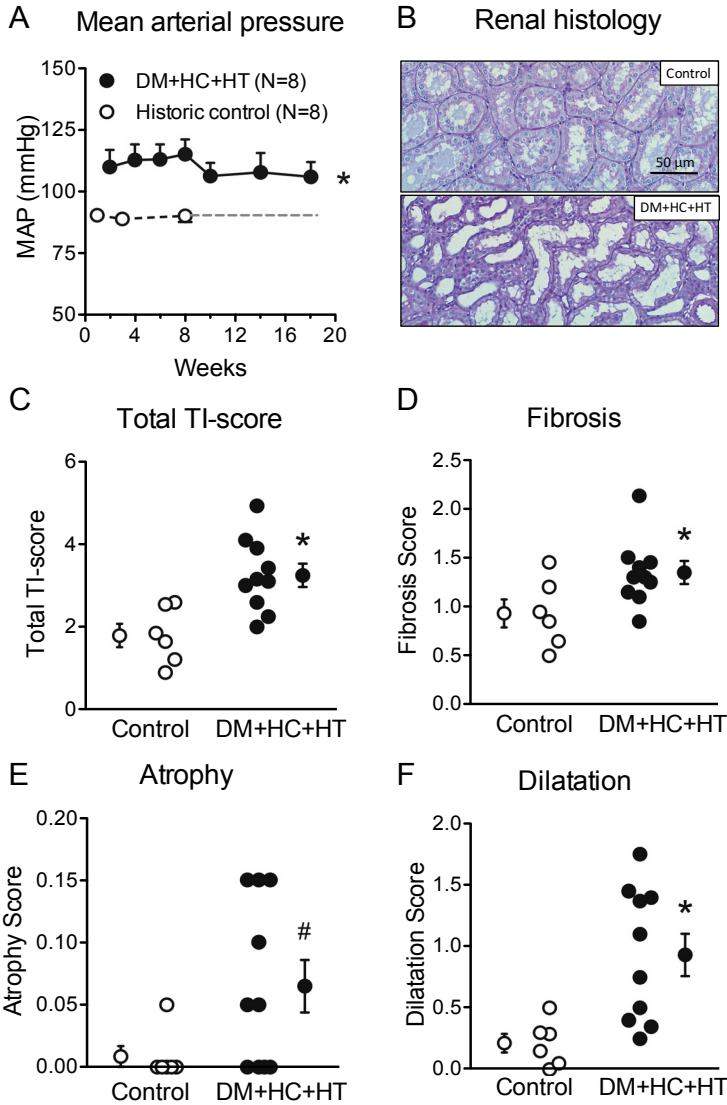 A Mean arterial pressure
150
125
100
75
50
MAP (mmHg)
DM+HC+HT (N=8)
Historic control (N=8)
*
0 4 8 12 16 20
Weeks
B Renal histology
Control
50 µm
DM+HC+HT
C Total TI-score
6
4
2
0
Total TI-score
*
Control DM+HC+HT
D Fibrosis
2.5
2.0
1.5
1.0
0.5
0.0
Fibrosis Score
*
Control DM+HC+HT
E Atrophy
0.20
0.15
0.10
0.05
0.00
Atrophy Score
#
Control DM+HC+HT
F Dilatation
2.0
1.5
1.0
0.5
0.0
Dilatation Score
*
Control DM+HC+HT